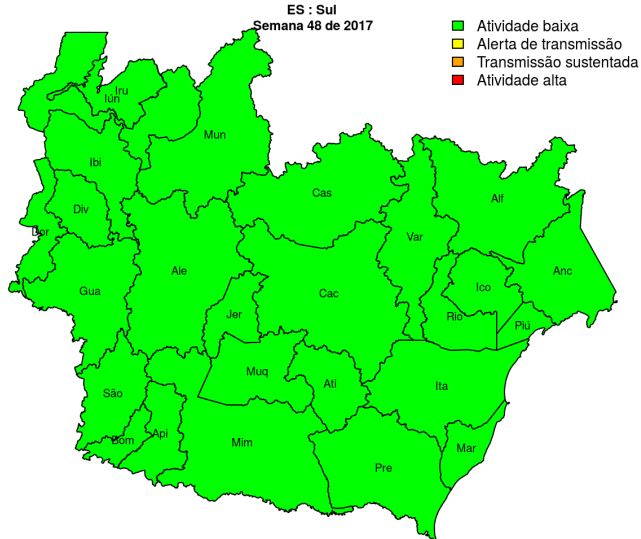 ES : Sul
Semana 48 de 2017
Atividade baixa
Alerta de transmissão
Transmissão sustentada
Atividade alta
Iru
Iún
Mun
Ibi
Cas
Div
Alf
Dor
Var
Ale
Anc
Gua
Cac
Ico
Jer
Rio
Piú
Muq
Ati
Ita
São
Bom
Api
Mim
Mar
Pre